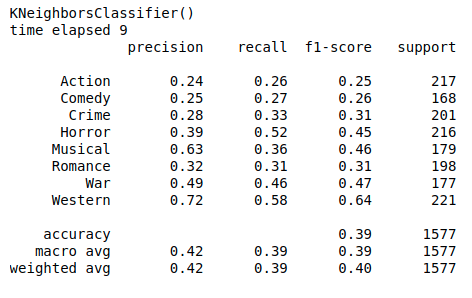 KNeighborsClassifier()
time elapsed 9
precision recall f1-score support
Action 0.24 0.26 0.25 217
Comedy 0.25 0.27 0.26 168
Crime 0.28 0.33 0.31 201
Horror 0.39 0.52 0.45 216
Musical 0.63 0.36 0.46 179
Romance 0.32 0.31 0.31 198
War 0.49 0.46 0.47 177
Western 0.72 0.58 0.64 221
accuracy 0.39 1577
macro avg 0.42 0.39 0.39 1577
weighted avg 0.42 0.39 0.40 1577